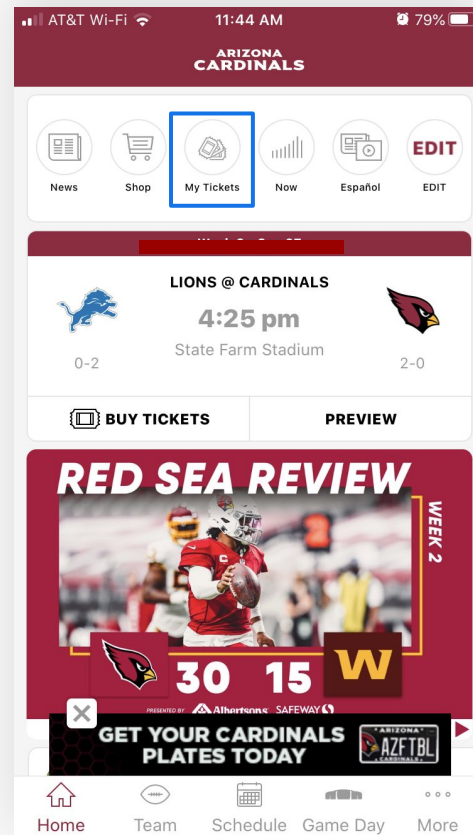 AT&T Wi-Fi 11:44 AM 79%
ARIZONA
CARDINALS
EDIT
News Shop My Tickets Now Español EDIT
LIONS @ CARDINALS
4:25 pm
State Farm Stadium
0-2 2-0
BUY TICKETS PREVIEW
RED SEA REVIEW
WEEK 2
30 15 W
PRESENTED BY Albertsons SAFEWAY
GET YOUR CARDINALS
PLATES TODAY
ARIZONA
AZFTBL
CARDINALS
Home Team Schedule Game Day More